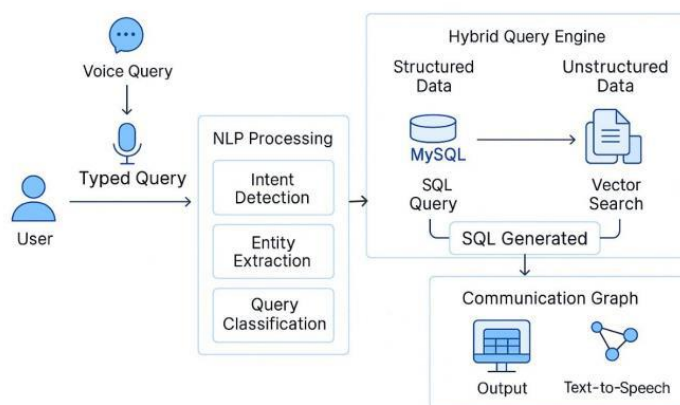 Voice Query
Typed Query
User
NLP Processing
Intent
Detection
Entity
Extraction
Query
Classification
Hybrid Query Engine
Structured
Data
Unstructured
Data
MySQL
SQL
Query
Vector
Search
SQL Generated
Communication Graph
Output
Text-to-Speech